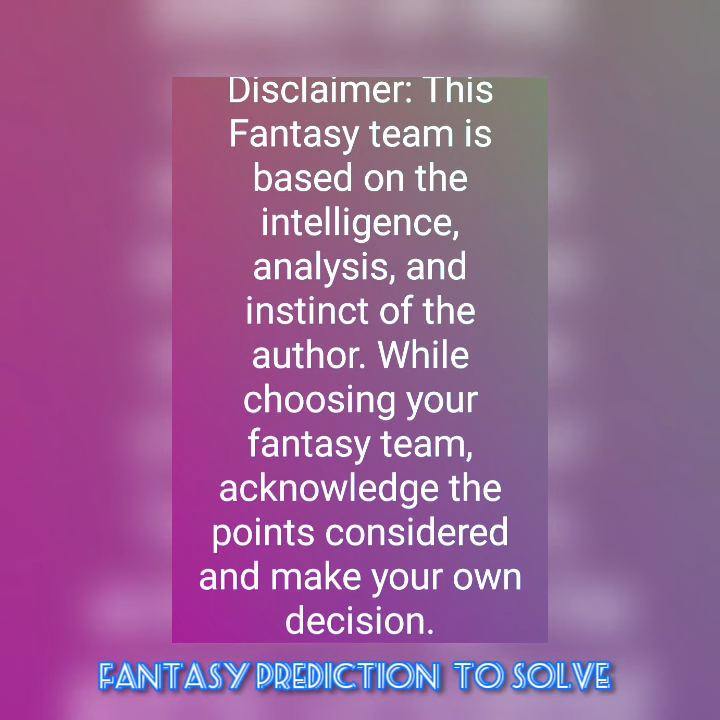 Disclaimer: This
Fantasy team is
based on the
intelligence,
analysis, and
instinct of the
author. While
choosing your
fantasy team,
acknowledge the
points considered
and make your own
decision.
FANTASY PREDICTION TO SOLVE